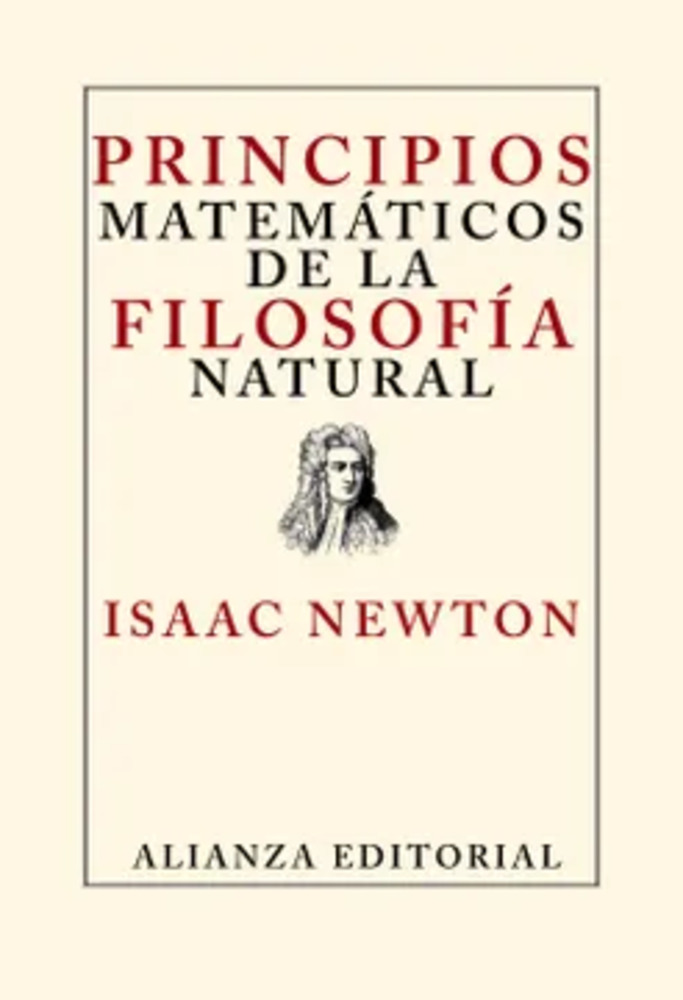 PRINCIPIOS
MATEMÁTICOS
DE LA
FILOSOFÍA
NATURAL
ISAAC NEWTON
ALIANZA EDITORIAL